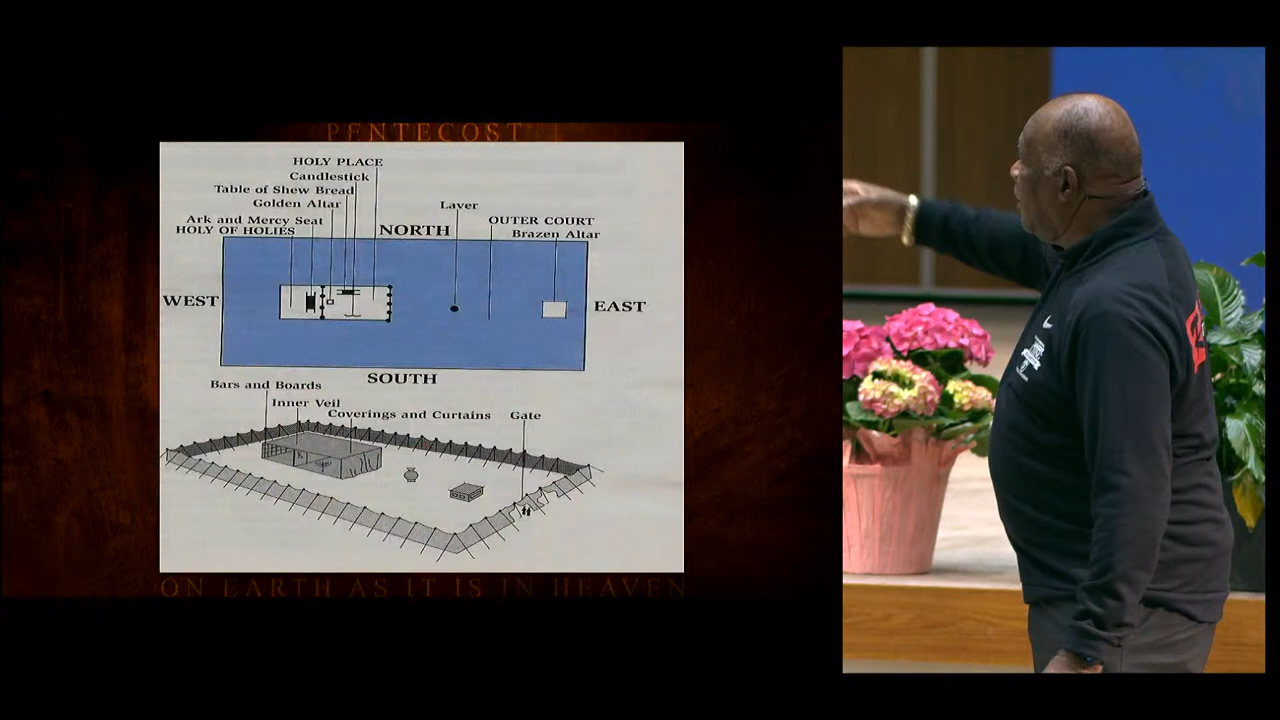 PENTECOST
HOLY PLACE
Candlestick
Table of Shew Bread
Golden Altar
Ark and Mercy Seat
HOLY OF HOLIES
Laver
OUTER COURT
Brazen Altar
NORTH
WEST
EAST
SOUTH
Bars and Boards
Inner Veil
Coverings and Curtains
Gate
ON EARTH AS IT IS IN HEAVEN